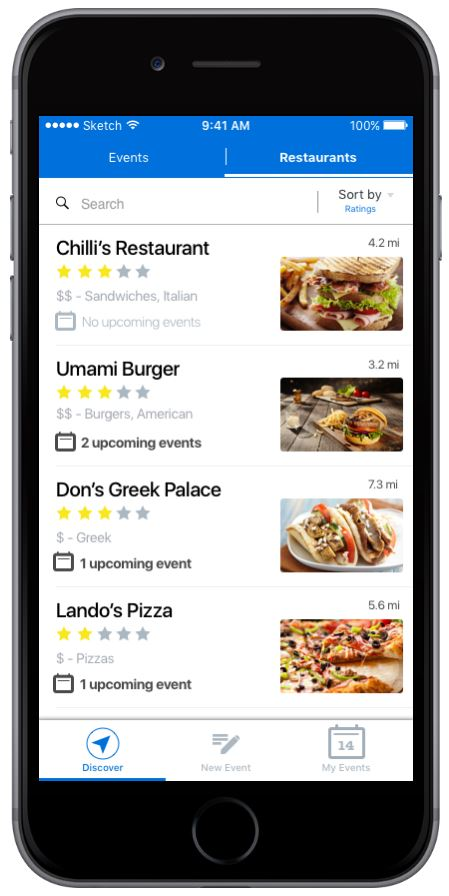 Sketch 9:41 AM 100%
Events Restaurants
Search Sort by
Ratings
Chilli's Restaurant 4.2 mi
$$ - Sandwiches, Italian
No upcoming events
Umami Burger 3.2 mi
$$ - Burgers, American
2 upcoming events
Don's Greek Palace 7.3 mi
$ - Greek
1 upcoming event
Lando's Pizza 5.6 mi
$ - Pizzas
1 upcoming event
14
Discover New Event My Events